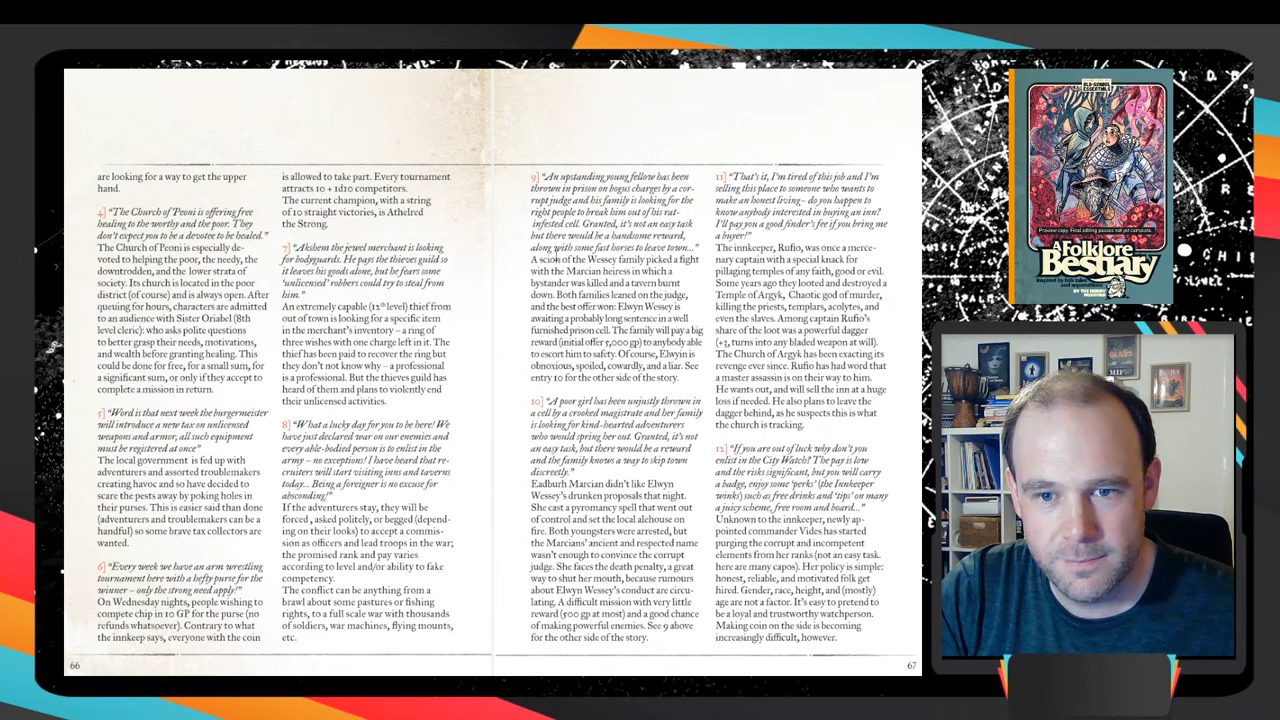 are looking for a way to get the upper
hand.
4] “The Church of Peoni is offering free
healing to the worthy and the poor. They
don’t expect you to be a devotee to be healed.”
The Church of Peoni is especially de-
voted to helping the poor, the needy, the
downtrodden, and the lower strata of
society. Its church is located in the poor
district (of course) and is always open. After
queuing for hours, characters are admitted
to an audience with Sister Oriabel (8th
level cleric): who asks polite questions
to better grasp their needs, motivations,
and wealth before granting healing. This
could be done for free, for a small sum, for
a significant sum, or only if they accept to
complete a mission in return.
5] “Word is that next week the burgermeister
will introduce a new tax on unlicensed
weapons and armor, all such equipment
must be registered at once”
The local government is fed up with
adventurers and assorted troublemakers
creating havoc and so have decided to
scare the pests away by poking holes in
their purses. This is easier said than done
(adventurers and troublemakers can be a
handful) so some brave tax collectors are
wanted.
6] “Every week we have an arm wrestling
tournament here with a hefty purse for the
winner – only the strong need apply!”
On Wednesday nights, people wishing to
compete chip in 10 GP for the purse (no
refunds whatsoever). Contrary to what
the innkeep says, everyone with the coin
66
is allowed to take part. Every tournament
attracts 10 + 1d10 competitors.
The current champion, with a string
of 10 straight victories, is Athelred
the Strong.
7] “Akshem the jewel merchant is looking
for bodyguards. He pays the thieves guild so
it leaves his goods alone, but he fears some
‘unlicensed’ robbers could try to steal from
him.”
An extremely capable (12th level) thief from
out of town is looking for a specific item
in the merchant’s inventory – a ring of
three wishes with one charge left in it. The
thief has been paid to recover the ring but
they don’t know why – a professional
is a professional. But the thieves guild has
heard of them and plans to violently end
their unlicensed activities.
8] “What a lucky day for you to be here! We
have just declared war on our enemies and
every able-bodied person is to enlist in the
army – no exceptions! I have heard that re-
cruiters will start visiting inns and taverns
today... Being a foreigner is no excuse for
absconding!”
If the adventurers stay, they will be
forced , asked politely, or begged (depend-
ing on their looks) to accept a commis-
sion as officers and lead troops in the war;
the promised rank and pay varies
according to level and/or ability to fake
competency.
The conflict can be anything from a
brawl about some pastures or fishing
rights, to a full scale war with thousands
of soldiers, war machines, flying mounts,
etc.
9] “An upstanding young fellow has been
thrown in prison on bogus charges by a cor-
rupt judge and his family is looking for the
right people to break him out of his rat-
infested cell. Granted, it’s not an easy task
but there would be a handsome reward,
along with some fast horses to leave town...”
A scion of the Wessey family picked a fight
with the Marcian heiress in which a
bystander was killed and a tavern burnt
down. Both families leaned on the judge,
and the best offer won: Elwyn Wessey is
awaiting a probably long sentence in a well
furnished prison cell. The family will pay a big
reward (initial offer 5,000 gp) to anybody able
to escort him to safety. Of course, Elwyin is
obnoxious, spoiled, cowardly, and a liar. See
entry 10 for the other side of the story.
10] “A poor girl has been unjustly thrown in
a cell by a crooked magistrate and her family
is looking for kind-hearted adventurers
who would spring her out. Granted, it’s not
an easy task, but there would be a reward
and the family knows a way to skip town
discreetly.”
Eadburh Marcian didn’t like Elwyn
Wessey’s drunken proposals that night.
She cast a pyromancy spell that went out
of control and set the local alehouse on
fire. Both youngsters were arrested, but
the Marcians’ ancient and respected name
wasn’t enough to convince the corrupt
judge. She faces the death penalty, a great
way to shut her mouth, because rumours
about Elwyn Wessey’s conduct are circu-
lating. A difficult mission with very little
reward (500 gp at most) and a good chance
of making powerful enemies. See 9 above
for the other side of the story.
11] “That’s it, I’m tired of this job and I’m
selling this place to someone who wants to
make an honest living– do you happen to
know anybody interested in buying an inn?
I’ll pay you a good finder’s fee if you bring me
a buyer!”
The innkeeper, Rufio, was once a merce-
nary captain with a special knack for
pillaging temples of any faith, good or evil.
Some years ago they looted and destroyed a
Temple of Argyk, Chaotic god of murder,
killing the priests, templars, acolytes, and
even the slaves. Among captain Rufio’s
share of the loot was a powerful dagger
(+3, turns into any bladed weapon at will).
The Church of Argyk has been exacting its
revenge ever since. Rufio has had word that
a master assassin is on their way to him.
He wants out, and will sell the inn at a huge
loss if needed. He also plans to leave the
dagger behind, as he suspects this is what
the church is tracking.
12] “If you are out of luck why don’t you
enlist in the City Watch? The pay is low
and the risks significant, but you will carry
a badge, enjoy some ‘perks’ (the Innkeeper
winks) such as free drinks and ‘tips’ on many
a juicy scheme, free room and board...”
Unknown to the innkeeper, newly ap-
pointed commander Vides has started
purging the corrupt and incompetent
elements from her ranks (not an easy task.
here are many capos). Her policy is simple:
honest, reliable, and motivated folk get
hired. Gender, race, height, and (mostly)
age are not a factor. It’s easy to pretend to
be a loyal and trustworthy watchperson.
Making coin on the side is becoming
increasingly difficult, however.
67
OLD-SCHOOL
ESSENTIALS
Preview copy. Final editing passes not yet complete.
A Folklore
Bestiary
Inspired by folk tales
and superstitions
BY THE MERRY
MUSHMEN